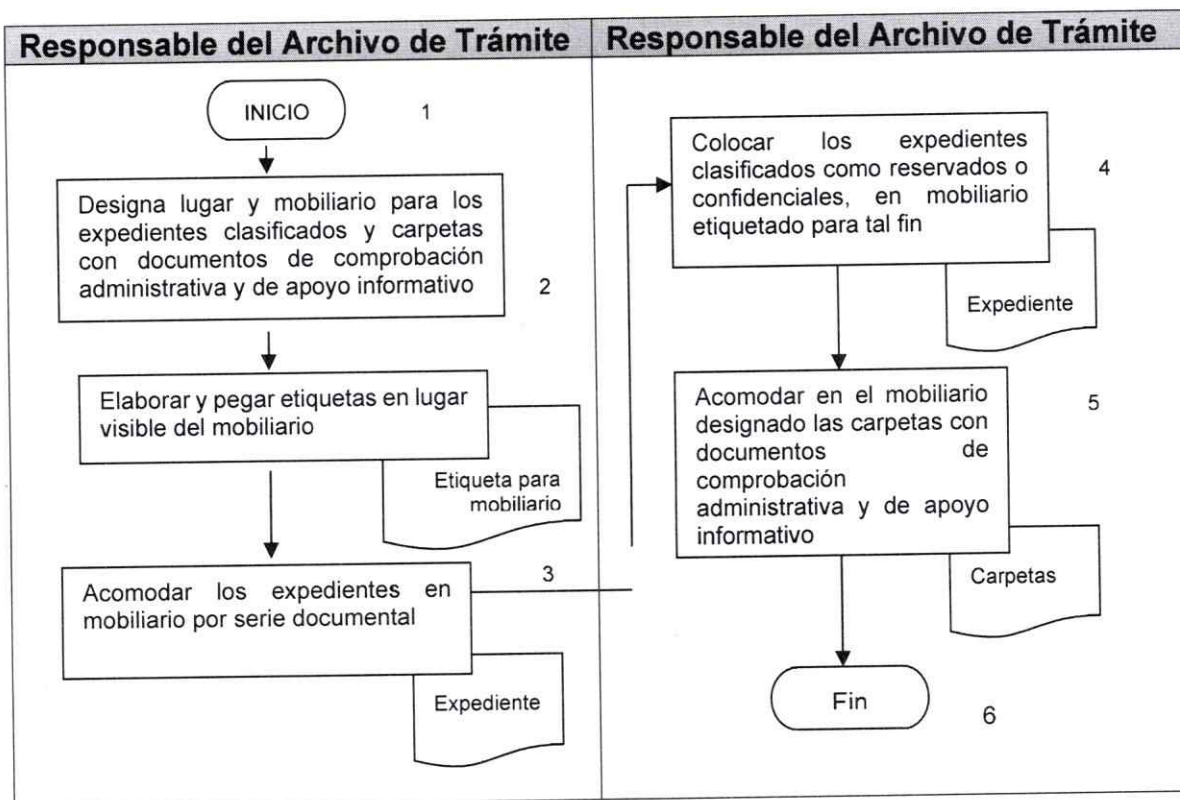 Responsable del Archivo de Trámite
INICIO
1
Designa lugar y mobiliario para los
expedientes clasificados y carpetas
con documentos de comprobación
administrativa y de apoyo informativo
2
Elaborar y pegar etiquetas en lugar
visible del mobiliario
Etiqueta para
mobiliario
Acomodar los expedientes en
mobiliario por serie documental
3
Expediente
Responsable del Archivo de Trámite
Colocar los expedientes
clasificados como reservados o
confidenciales, en mobiliario
etiquetado para tal fin
4
Expediente
Acomodar en el mobiliario
designado las carpetas con
documentos de
comprobación
administrativa y de apoyo
informativo
5
Carpetas
Fin
6